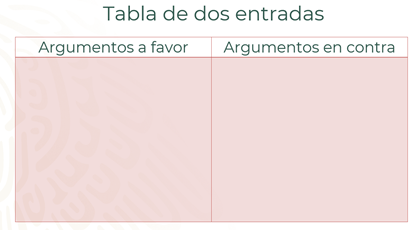 Tabla de dos entradas
Argumentos a favor
Argumentos en contra